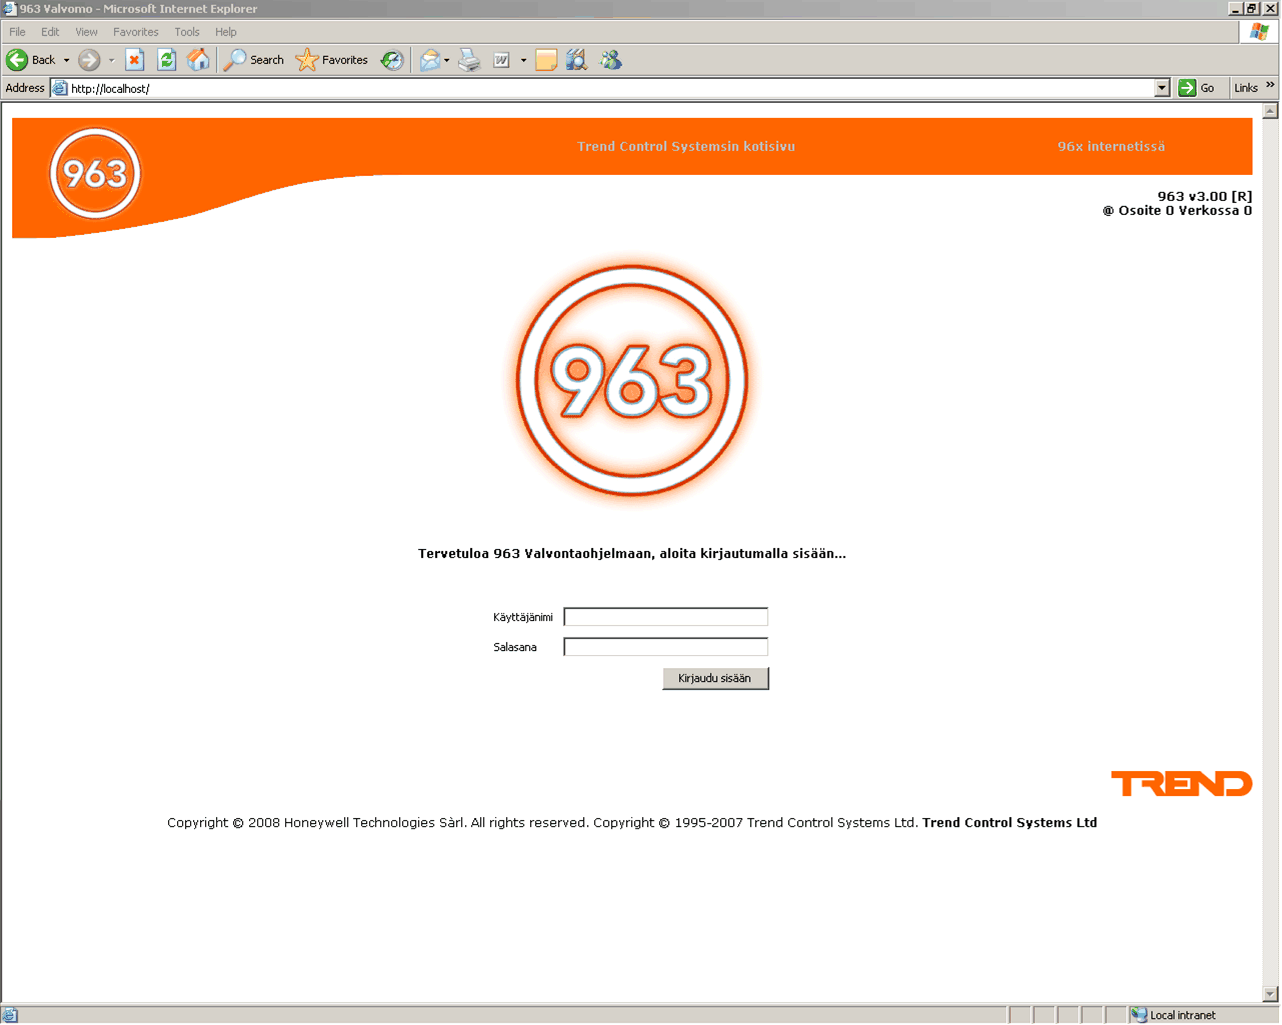 963 Valvomo - Microsoft Internet Explorer
File Edit View Favorites Tools Help
Back Search Favorites W
Address http://localhost/ Go Links »
963 Trend Control Systemsin kotisivu 96x internetissä
963 v3.00 [R]
@ Osoite 0 Verkossa 0
963
Tervetuloa 963 Valvontaohjelmaan, aloita kirjautumalla sisään...
Käyttäjänimi
Salasana
Kirjaudu sisään
TREND
Copyright © 2008 Honeywell Technologies Sàrl. All rights reserved. Copyright © 1995-2007 Trend Control Systems Ltd. Trend Control Systems Ltd
Local intranet